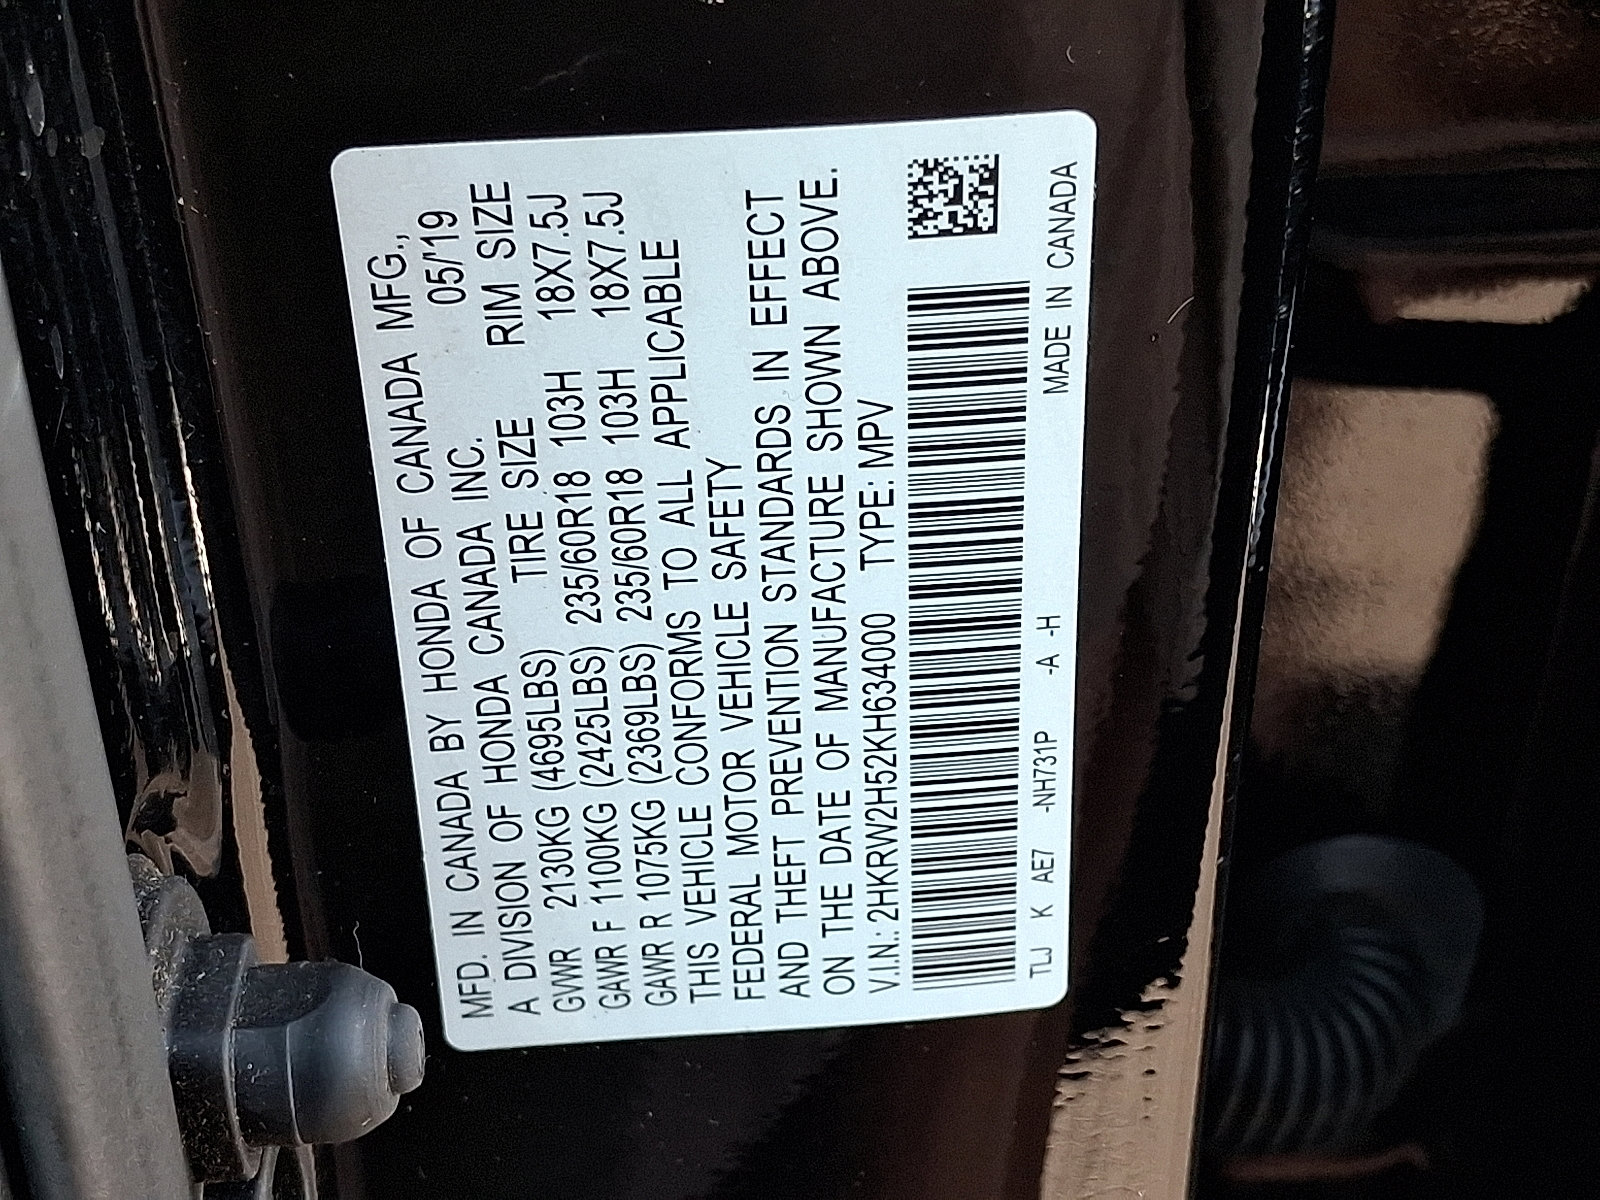 MFD. IN CANADA BY HONDA OF CANADA MFG.,
A DIVISION OF HONDA CANADA INC. 05/'19
TIRE SIZE RIM SIZE
GVWR 2130KG (4695LBS)
GAWR F 1100KG (2425LBS) 235/60R18 103H 18X7.5J
GAWR R 1075KG (2369LBS) 235/60R18 103H 18X7.5J
THIS VEHICLE CONFORMS TO ALL APPLICABLE
FEDERAL MOTOR VEHICLE SAFETY
AND THEFT PREVENTION STANDARDS IN EFFECT
ON THE DATE OF MANUFACTURE SHOWN ABOVE.
V.I.N.: 2HKRW2H52KH634000 TYPE: MPV
TLJ K AE7 -NH731P -A -H MADE IN CANADA